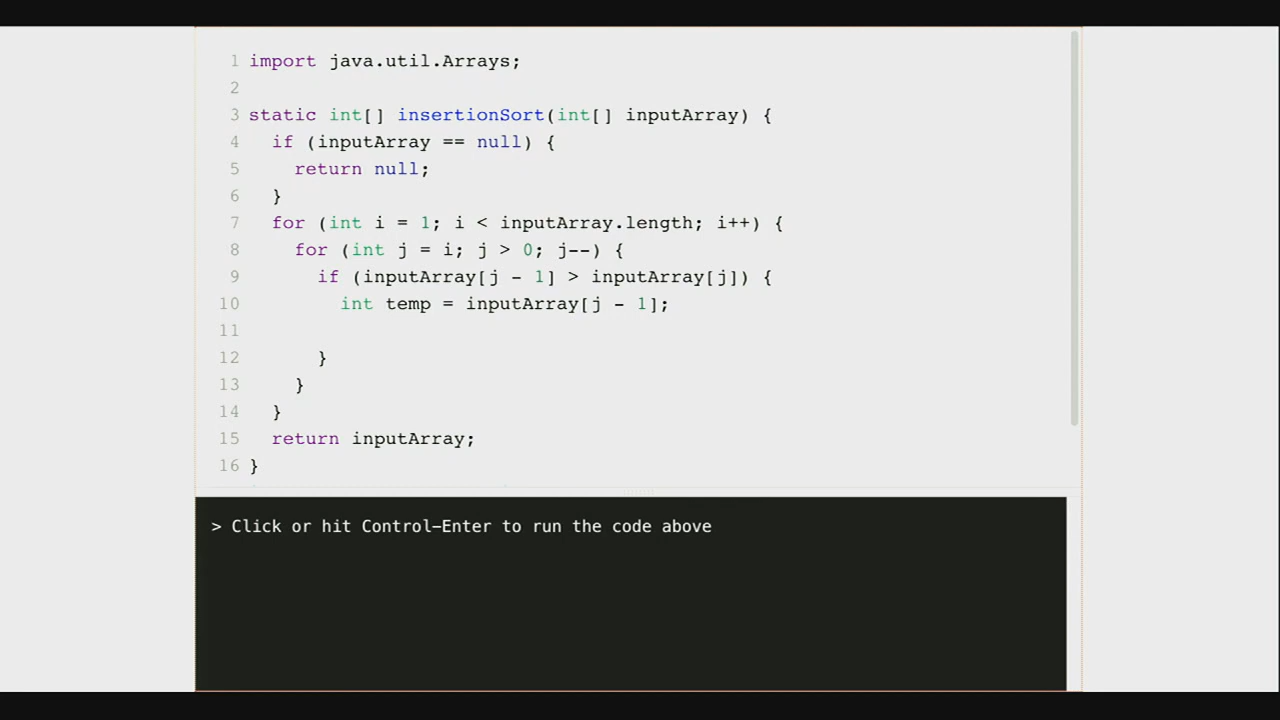 1 import java.util.Arrays;
2
3 static int[] insertionSort(int[] inputArray) {
4 if (inputArray == null) {
5 return null;
6 }
7 for (int i = 1; i < inputArray.length; i++) {
8 for (int j = i; j > 0; j--) {
9 if (inputArray[j - 1] > inputArray[j]) {
10 int temp = inputArray[j - 1];
11
12 }
13 }
14 }
15 return inputArray;
16 }
> Click or hit Control-Enter to run the code above